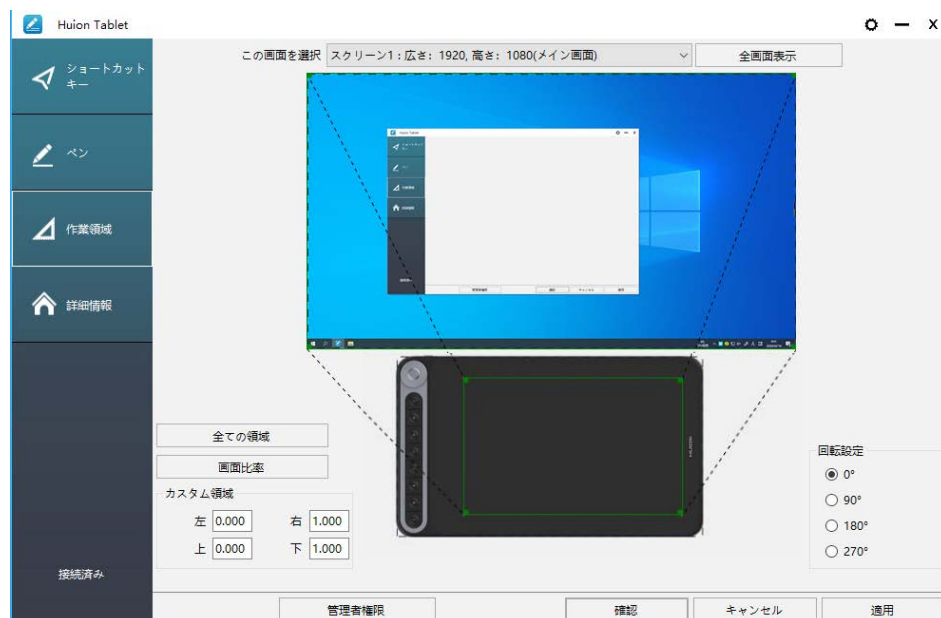 Huion Tablet
この画面を選択 スクリーン1：広さ：1920, 高さ：1080(メイン画面) 全画面表示
ショートカット
キー
ペン
作業領域
詳細情報
接続済み
Huion Tablet
HUION
全ての領域
画面比率
カスタム領域
左 0.000 右 1.000
上 0.000 下 1.000
回転設定
0°
90°
180°
270°
管理者権限 確認 キャンセル 適用